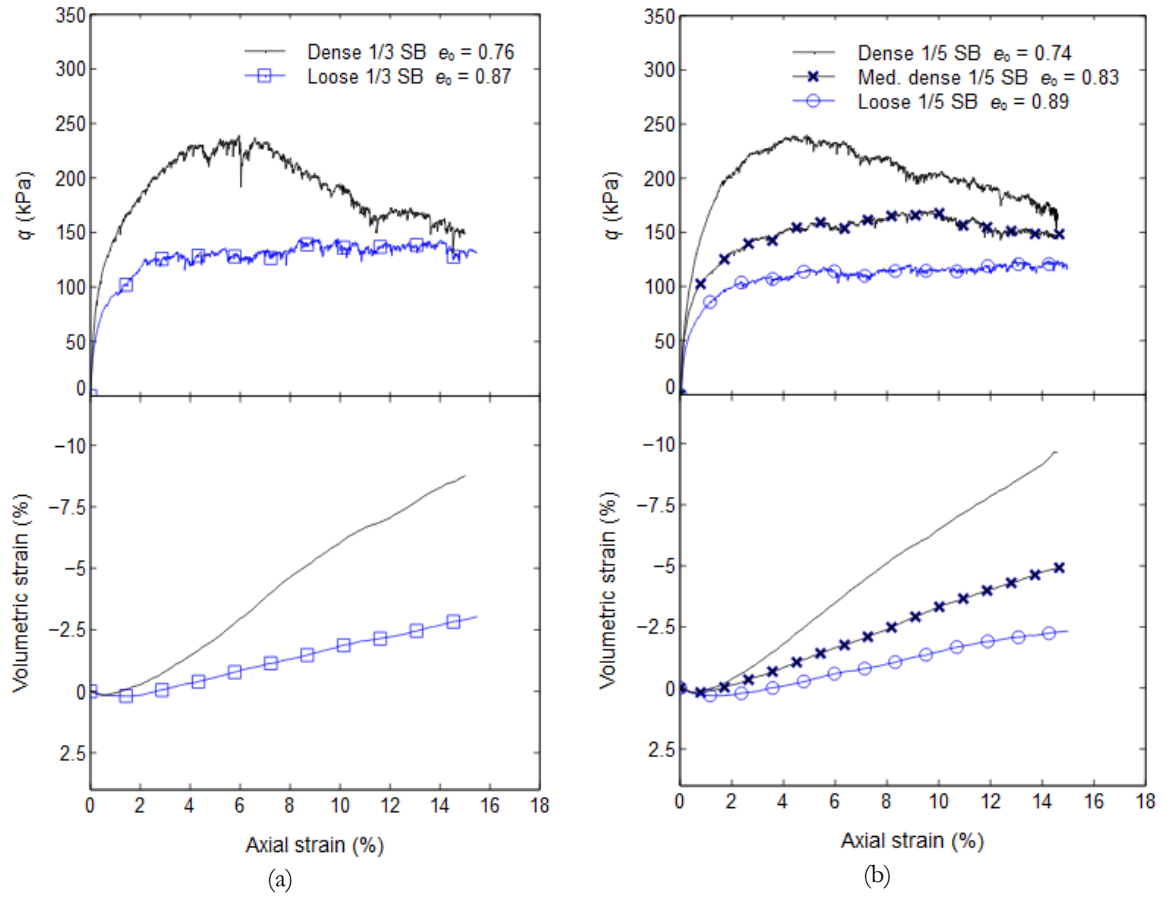 350
300
250
200
150
100
50
0
q (kPa)
Dense 1/3 SB e₀ = 0.76
Loose 1/3 SB e₀ = 0.87
−10
−7.5
−5
−2.5
0
2.5
Volumetric strain (%)
0 2 4 6 8 10 12 14 16 18
Axial strain (%)
(a)
350
300
250
200
150
100
50
0
q (kPa)
Dense 1/5 SB e₀ = 0.74
Med. dense 1/5 SB e₀ = 0.83
Loose 1/5 SB e₀ = 0.89
−10
−7.5
−5
−2.5
0
2.5
Volumetric strain (%)
0 2 4 6 8 10 12 14 16 18
Axial strain (%)
(b)